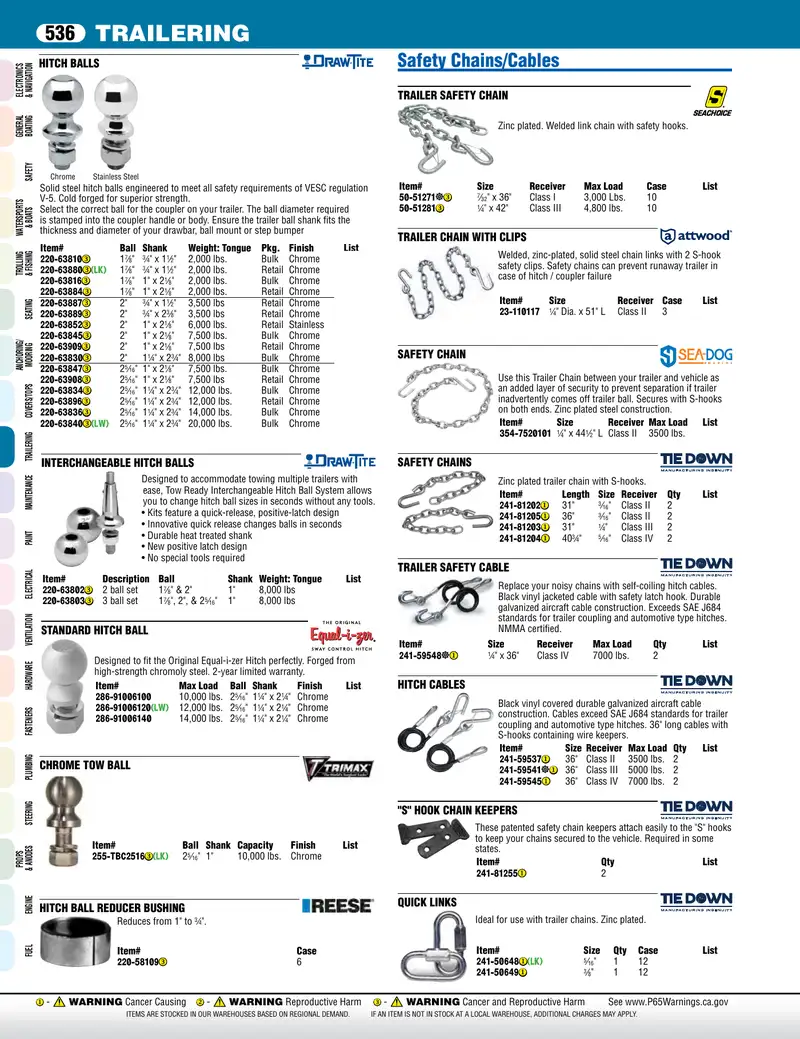 536 TRAILERING
ELECTRONICS
& NAVIGATION
GENERAL
BOATING
SAFETY
WATERSPORTS
& BOATS
TROLLING
& FISHING
SEATING
ANCHORING/
MOORING
COVERS/TOPS
TRAILERING
MAINTENANCE
PAINT
ELECTRICAL
VENTILATION
HARDWARE
FASTENERS
PLUMBING
STEERING
PROPS
& ANODES
ENGINE
FUEL
HITCH BALLS
DRAW-TITE
Chrome Stainless Steel
Solid steel hitch balls engineered to meet all safety requirements of VESC regulation
V-5. Cold forged for superior strength.
Select the correct ball for the coupler on your trailer. The ball diameter required
is stamped into the coupler handle or body. Ensure the trailer ball shank fits the
thickness and diameter of your drawbar, ball mount or step bumper
Item# Ball Shank Weight: Tongue Pkg. Finish List
220-63810③ 1⅞" ¾" x 1½" 2,000 lbs. Bulk Chrome
220-63880③(LK) 1⅞" ¾" x 1½" 2,000 lbs. Retail Chrome
220-63816③ 1⅞" 1" x 2⅛" 2,000 lbs. Bulk Chrome
220-63884③ 1⅞" 1" x 2⅛" 2,000 lbs. Retail Chrome
220-63887③ 2" ¾" x 1½" 3,500 lbs Retail Chrome
220-63889③ 2" ¾" x 2⅜" 3,500 lbs Retail Chrome
220-63852③ 2" 1" x 2⅛" 6,000 lbs. Retail Stainless
220-63845③ 2" 1" x 2⅛" 7,500 lbs. Bulk Chrome
220-63909③ 2" 1" x 2⅛" 7,500 lbs Retail Chrome
220-63830③ 2" 1¼" x 2¾" 8,000 lbs Bulk Chrome
220-63847③ 2⁵⁄₁₆" 1" x 2⅛" 7,500 lbs. Bulk Chrome
220-63908③ 2⁵⁄₁₆" 1" x 2⅛" 7,500 lbs Retail Chrome
220-63834③ 2⁵⁄₁₆" 1¼" x 2¾" 12,000 lbs. Bulk Chrome
220-63896③ 2⁵⁄₁₆" 1¼" x 2¾" 12,000 lbs. Retail Chrome
220-63836③ 2⁵⁄₁₆" 1¼" x 2¾" 14,000 lbs. Bulk Chrome
220-63840③(LW) 2⁵⁄₁₆" 1¼" x 2¾" 20,000 lbs. Bulk Chrome
INTERCHANGEABLE HITCH BALLS
DRAW-TITE
Designed to accommodate towing multiple trailers with
ease, Tow Ready Interchangeable Hitch Ball System allows
you to change hitch ball sizes in seconds without any tools.
• Kits feature a quick-release, positive-latch design
• Innovative quick release changes balls in seconds
• Durable heat treated shank
• New positive latch design
• No special tools required
Item# Description Ball Shank Weight: Tongue List
220-63802③ 2 ball set 1⅞" & 2" 1" 8,000 lbs
220-63803③ 3 ball set 1⅞", 2", & 2⁵⁄₁₆" 1" 8,000 lbs
STANDARD HITCH BALL
THE ORIGINAL
Equal-i-zer
SWAY CONTROL HITCH
Designed to fit the Original Equal-i-zer Hitch perfectly. Forged from
high-strength chromoly steel. 2-year limited warranty.
Item# Max Load Ball Shank Finish List
286-91006100 10,000 lbs. 2⁵⁄₁₆" 1¼" x 2¼" Chrome
286-91006120(LW) 12,000 lbs. 2⁵⁄₁₆" 1¼" x 2¼" Chrome
286-91006140 14,000 lbs. 2⁵⁄₁₆" 1¼" x 2¼" Chrome
CHROME TOW BALL
TRIMAX
The World's Toughest Locks
Item# Ball Shank Capacity Finish List
255-TBC2516③(LK) 2⁵⁄₁₆" 1" 10,000 lbs. Chrome
HITCH BALL REDUCER BUSHING
REESE
Reduces from 1" to ¾".
Item# Case
220-58109③ 6
Safety Chains/Cables
TRAILER SAFETY CHAIN
S
SEACHOICE
Zinc plated. Welded link chain with safety hooks.
Item# Size Receiver Max Load Case List
50-51271③ ⁷⁄₃₂" x 36" Class I 3,000 Lbs. 10
50-51281③ ¼" x 42" Class III 4,800 lbs. 10
TRAILER CHAIN WITH CLIPS
attwood
Welded, zinc-plated, solid steel chain links with 2 S-hook
safety clips. Safety chains can prevent runaway trailer in
case of hitch / coupler failure
Item# Size Receiver Case List
23-110117 ¼" Dia. x 51" L Class II 3
SAFETY CHAIN
SEA-DOG
Use this Trailer Chain between your trailer and vehicle as
an added layer of security to prevent separation if trailer
inadvertently comes off trailer ball. Secures with S-hooks
on both ends. Zinc plated steel construction.
Item# Size Receiver Max Load List
354-7520101 ¼" x 44½" L Class II 3500 lbs.
SAFETY CHAINS
TIE DOWN
MANUFACTURING INGENUITY
Zinc plated trailer chain with S-hooks.
Item# Length Size Receiver Qty List
241-81202① 31" ³⁄₁₆" Class II 2
241-81205① 36" ³⁄₁₆" Class II 2
241-81203① 31" ¼" Class III 2
241-81204① 40¾" ⁵⁄₁₆" Class IV 2
TRAILER SAFETY CABLE
TIE DOWN
MANUFACTURING INGENUITY
Replace your noisy chains with self-coiling hitch cables.
Black vinyl jacketed cable with safety latch hook. Durable
galvanized aircraft cable construction. Exceeds SAE J684
standards for trailer coupling and automotive type hitches.
NMMA certified.
Item# Size Receiver Max Load Qty List
241-59548① ¼" x 36" Class IV 7000 lbs. 2
HITCH CABLES
TIE DOWN
MANUFACTURING INGENUITY
Black vinyl covered durable galvanized aircraft cable
construction. Cables exceed SAE J684 standards for trailer
coupling and automotive type hitches. 36" long cables with
S-hooks containing wire keepers.
Item# Size Receiver Max Load Qty List
241-59537① 36" Class II 3500 lbs. 2
241-59541① 36" Class III 5000 lbs. 2
241-59545① 36" Class IV 7000 lbs. 2
"S" HOOK CHAIN KEEPERS
TIE DOWN
MANUFACTURING INGENUITY
These patented safety chain keepers attach easily to the "S" hooks
to keep your chains secured to the vehicle. Required in some
states.
Item# Qty List
241-81255① 2
QUICK LINKS
TIE DOWN
MANUFACTURING INGENUITY
Ideal for use with trailer chains. Zinc plated.
Item# Size Qty Case List
241-50648①(LK) ⁵⁄₁₆" 1 12
241-50649① ⅜" 1 12
① - ⚠ WARNING Cancer Causing ② - ⚠ WARNING Reproductive Harm ③ - ⚠ WARNING Cancer and Reproductive Harm See www.P65Warnings.ca.gov
ITEMS ARE STOCKED IN OUR WAREHOUSES BASED ON REGIONAL DEMAND. IF AN ITEM IS NOT IN STOCK AT A LOCAL WAREHOUSE, ADDITIONAL CHARGES MAY APPLY.